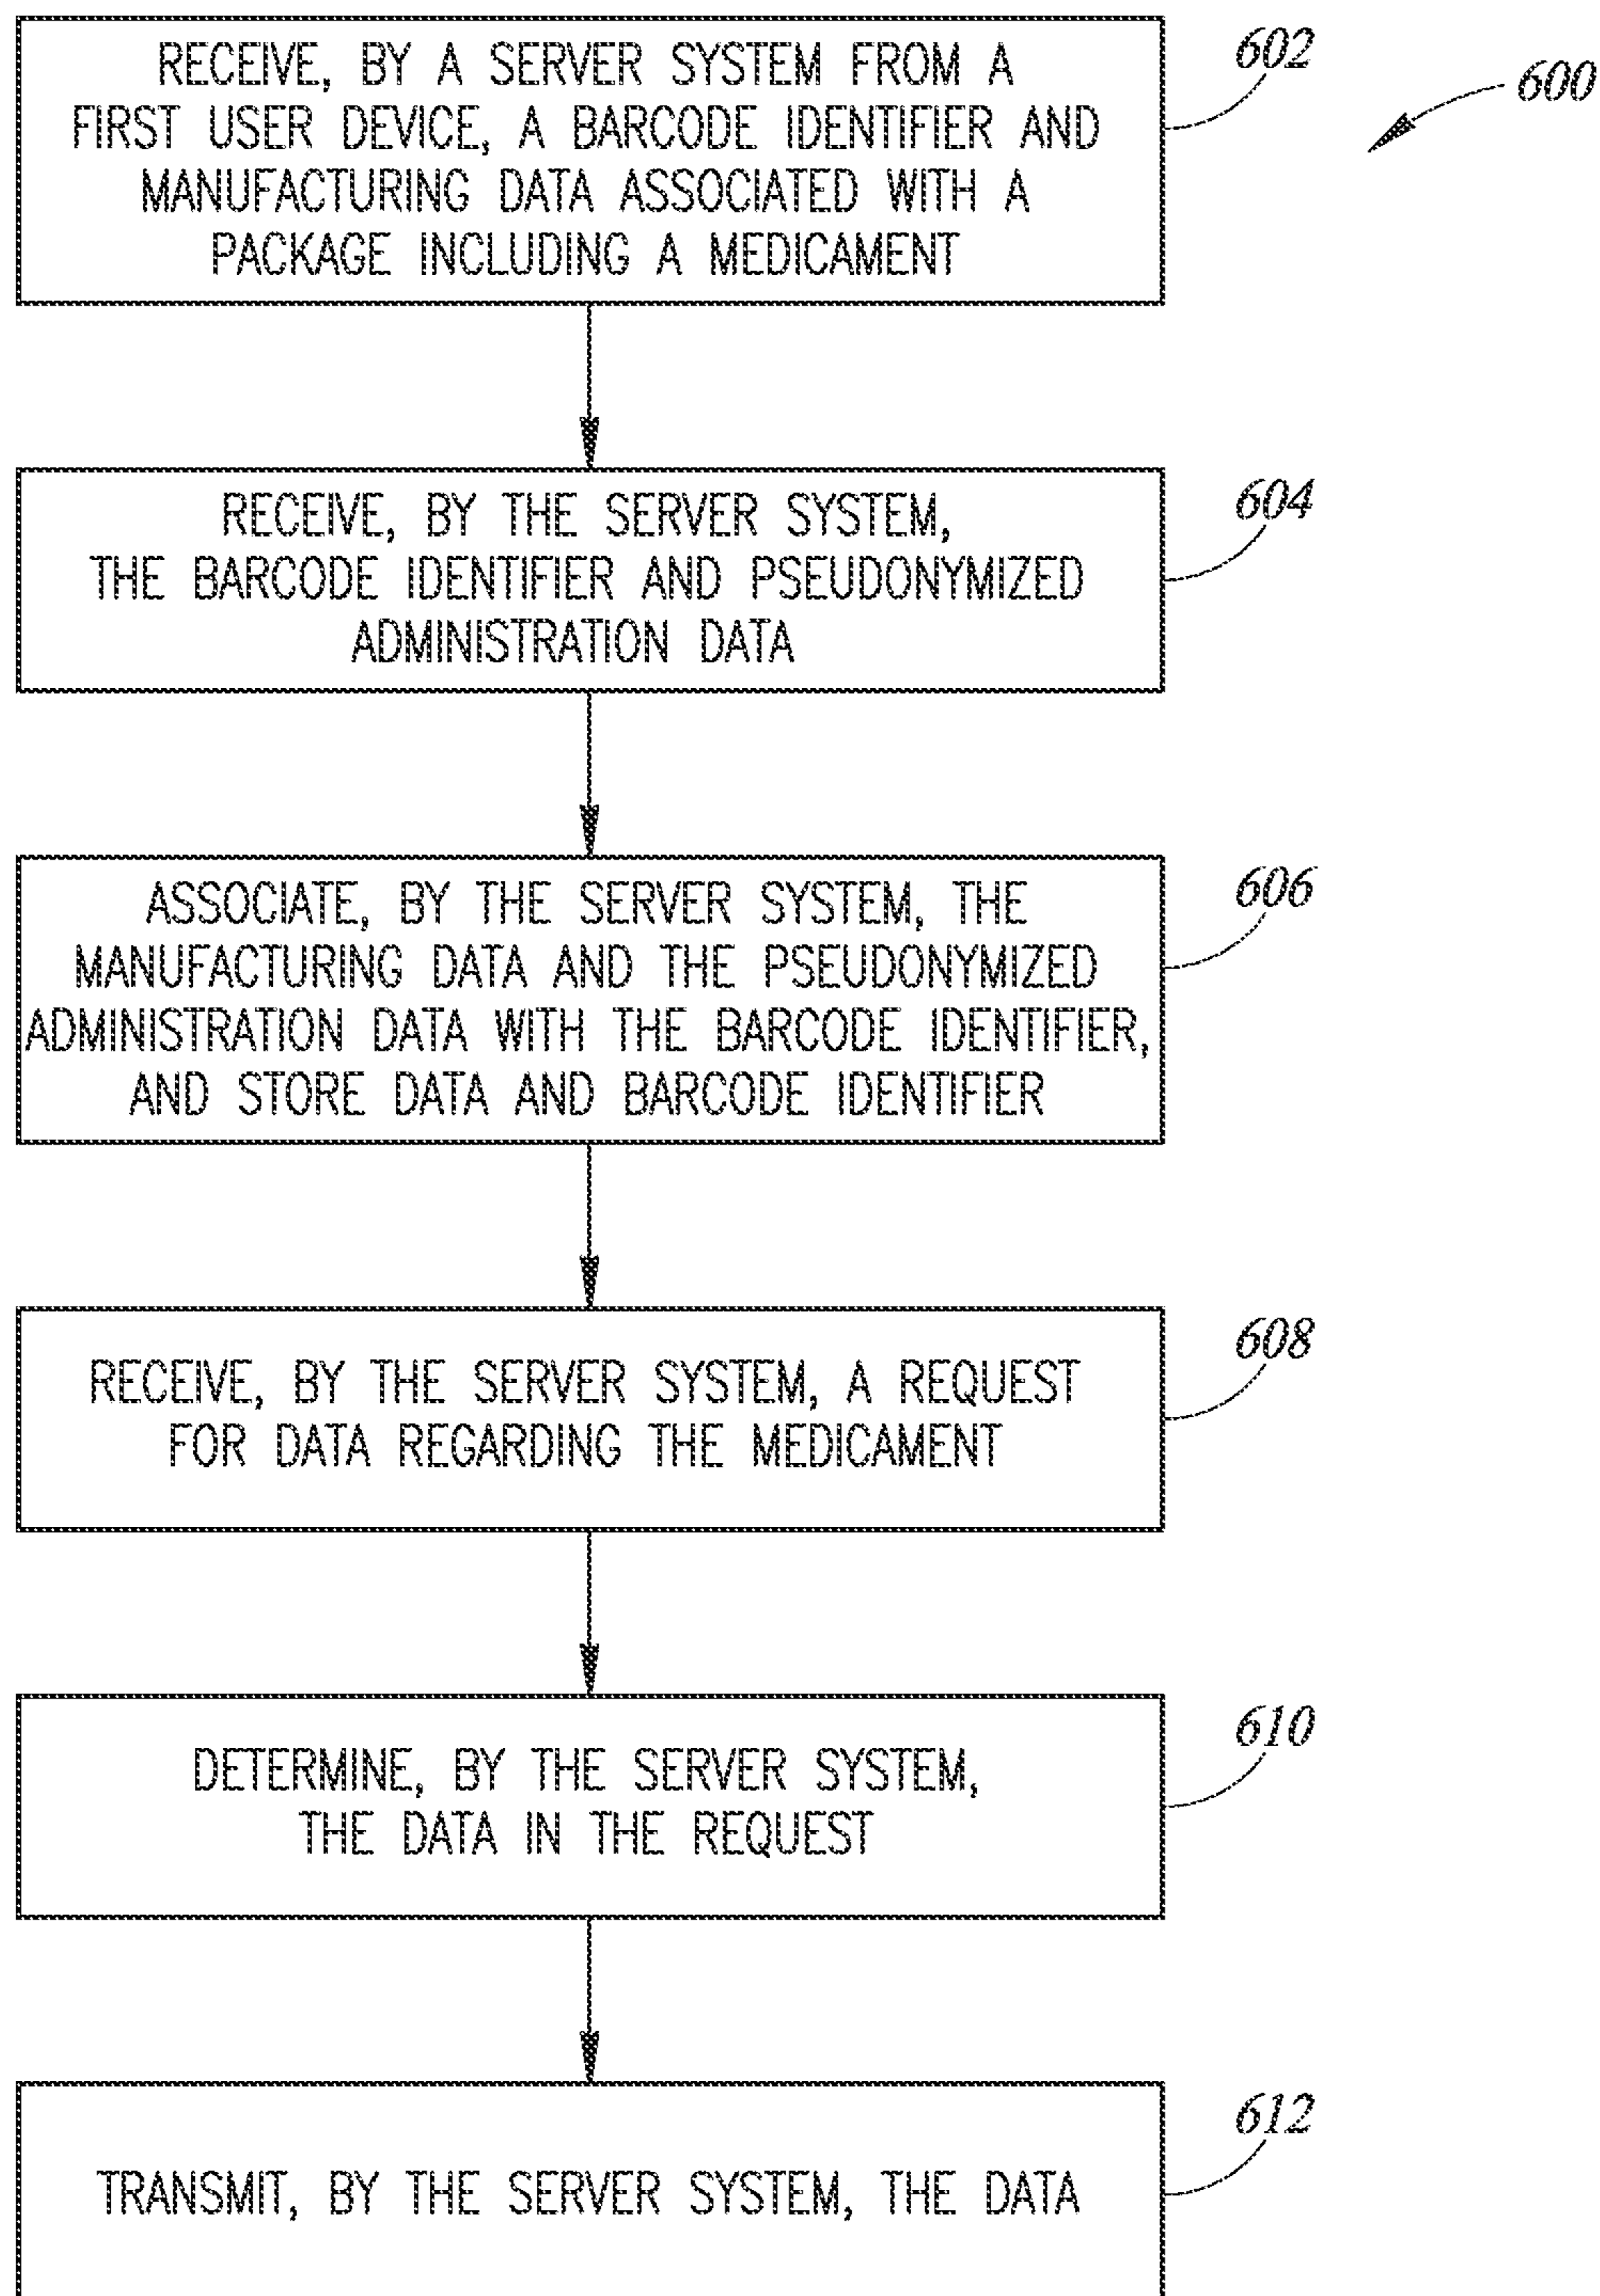 RECEIVE, BY A SERVER SYSTEM FROM A
FIRST USER DEVICE, A BARCODE IDENTIFIER AND
MANUFACTURING DATA ASSOCIATED WITH A
PACKAGE INCLUDING A MEDICAMENT
602
600
RECEIVE, BY THE SERVER SYSTEM,
THE BARCODE IDENTIFIER AND PSEUDONYMIZED
ADMINISTRATION DATA
604
ASSOCIATE, BY THE SERVER SYSTEM, THE
MANUFACTURING DATA AND THE PSEUDONYMIZED
ADMINISTRATION DATA WITH THE BARCODE IDENTIFIER,
AND STORE DATA AND BARCODE IDENTIFIER
606
RECEIVE, BY THE SERVER SYSTEM, A REQUEST
FOR DATA REGARDING THE MEDICAMENT
608
DETERMINE, BY THE SERVER SYSTEM,
THE DATA IN THE REQUEST
610
TRANSMIT, BY THE SERVER SYSTEM, THE DATA
612